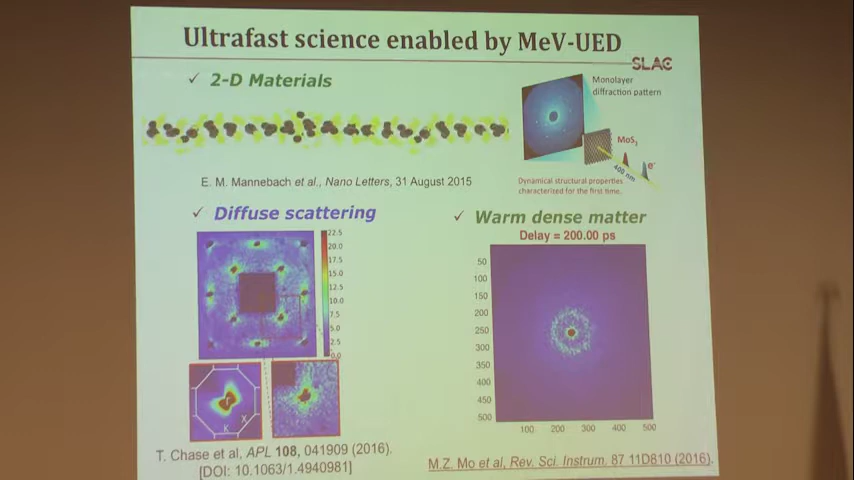 Ultrafast science enabled by MeV-UED
SLAC
✓ 2-D Materials
Monolayer
diffraction pattern
MoS2
e-
400 nm
Dynamical structural properties
characterized for the first time.
E. M. Mannebach et al., Nano Letters, 31 August 2015
✓ Diffuse scattering
22.5
20.0
17.5
15.0
12.5
10.0
7.5
5.0
2.5
0.0
X
K
T. Chase et al, APL 108, 041909 (2016).
[DOI: 10.1063/1.4940981]
✓ Warm dense matter
Delay = 200.00 ps
50
100
150
200
250
300
350
400
450
500
100 200 300 400 500
M.Z. Mo et al, Rev. Sci. Instrum. 87 11D810 (2016).